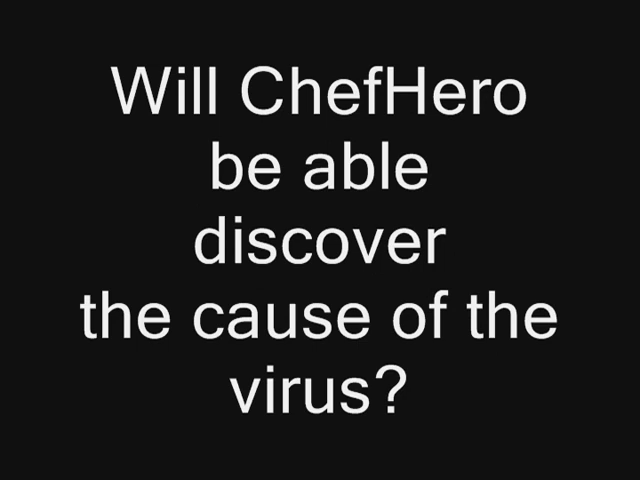 Will ChefHero
be able
discover
the cause of the
virus?